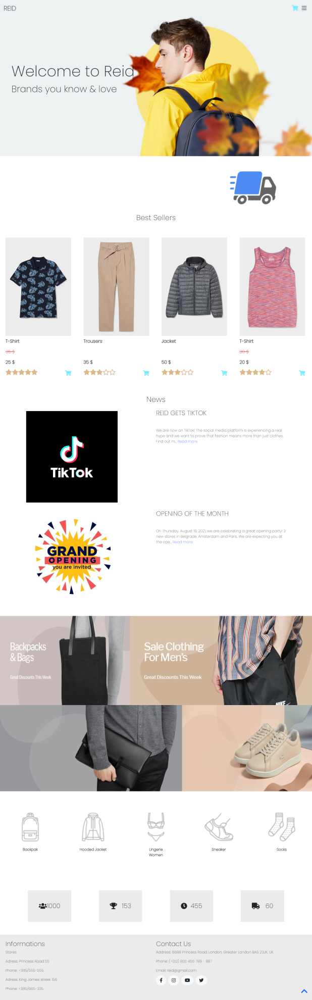 REID
Welcome to Reid
Brands you know & love
Best Sellers
T-Shirt
35 $
25 $
Trousers
35 $
Jacket
50 $
T-Shirt
30 $
20 $
News
TikTok
REID GETS TIKTOK
We are now on TikTok! The social media platform is experiencing a real
hype and we want to prove that fashion means more than just clothes.
Find out m... Read more
GRAND
OPENING
you are invited
OPENING OF THE MONTH
On Thursday, August 19, 2021, we are celebrating a great opening party! 3
new stores in Belgrade, Amsterdam and Paris. We are expecting you at
the ope... Read more
Backpacks
& Bags
Great Discounts This Week
Sale Clothing
For Men's
Great Discounts This Week
NIKE
Backpak
Hooded Jacket
Lingerie
Women
Sneaker
Socks
1000
153
455
60
Informations
Stores
Adress: Princess Road 55
Phone: +385/555-555
Adress: King James street 156
Phone: +385/665-335
Contact Us
Address: 6688 Princess Road, London, Greater London BAS 23JK, UK
Phone: (+012) 800 456 789 - 987
Email: reid@gmail.com